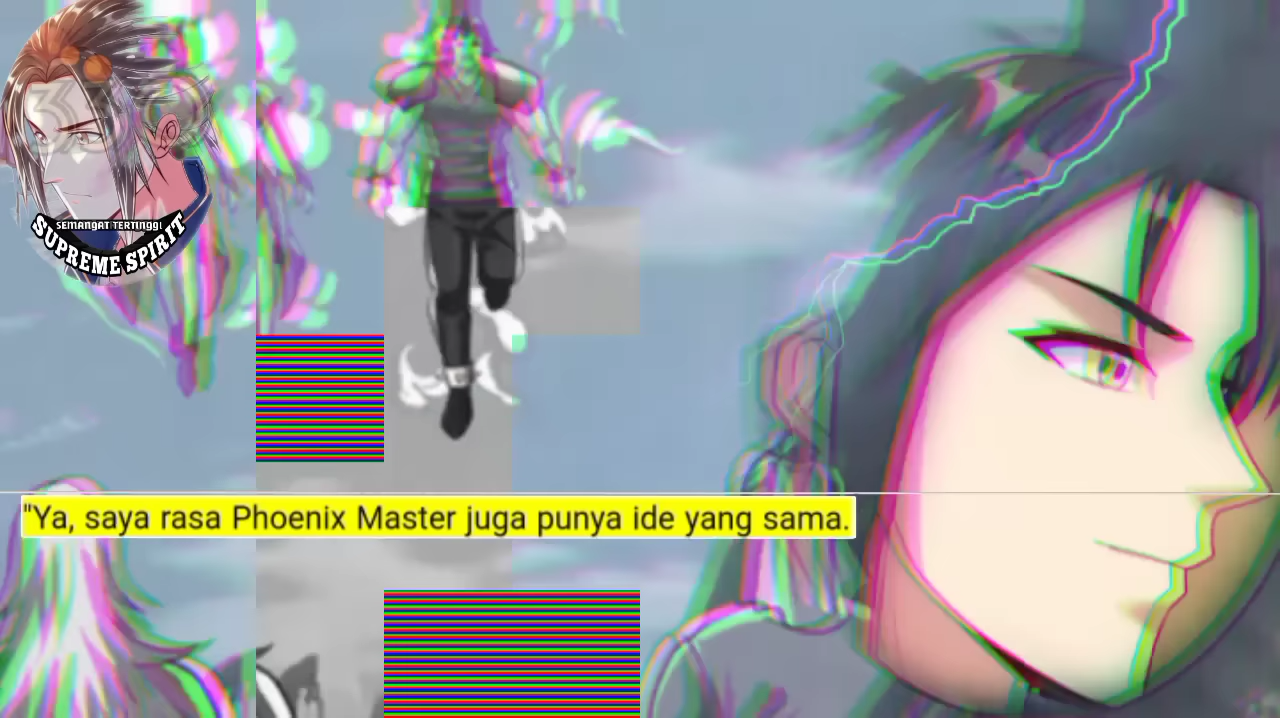 SEMANGAT TERTINGGI
SUPREME SPIRIT
"Ya, saya rasa Phoenix Master juga punya ide yang sama.